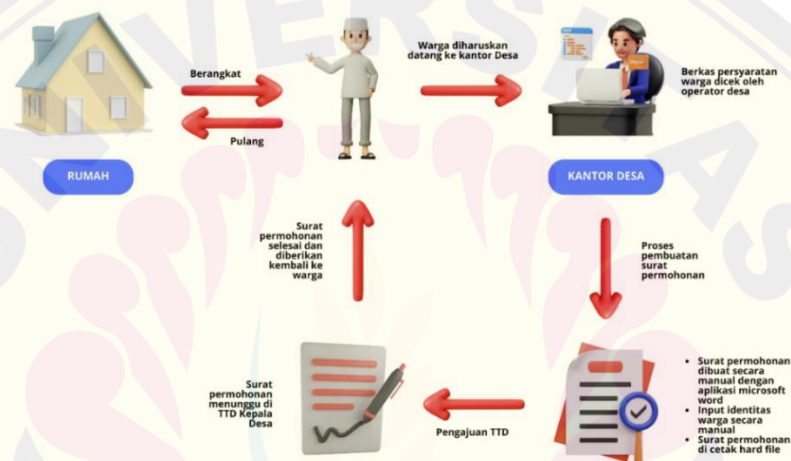 UNIVERSITAS
Berangkat
Pulang
RUMAH
Warga diharuskan
datang ke kantor Desa
KANTOR DESA
Berkas persyaratan
warga dicek oleh
operator desa
Proses
pembuatan
surat
permohonan
• Surat permohonan
dibuat secara
manual dengan
aplikasi microsoft
word
• Input identitas
warga secara
manual
• Surat permohonan
di cetak hard file
Pengajuan TTD
Surat
permohonan
menunggu di
TTD Kepala
Desa
Surat
permohonan
selesai dan
diberikan
kembali ke
warga